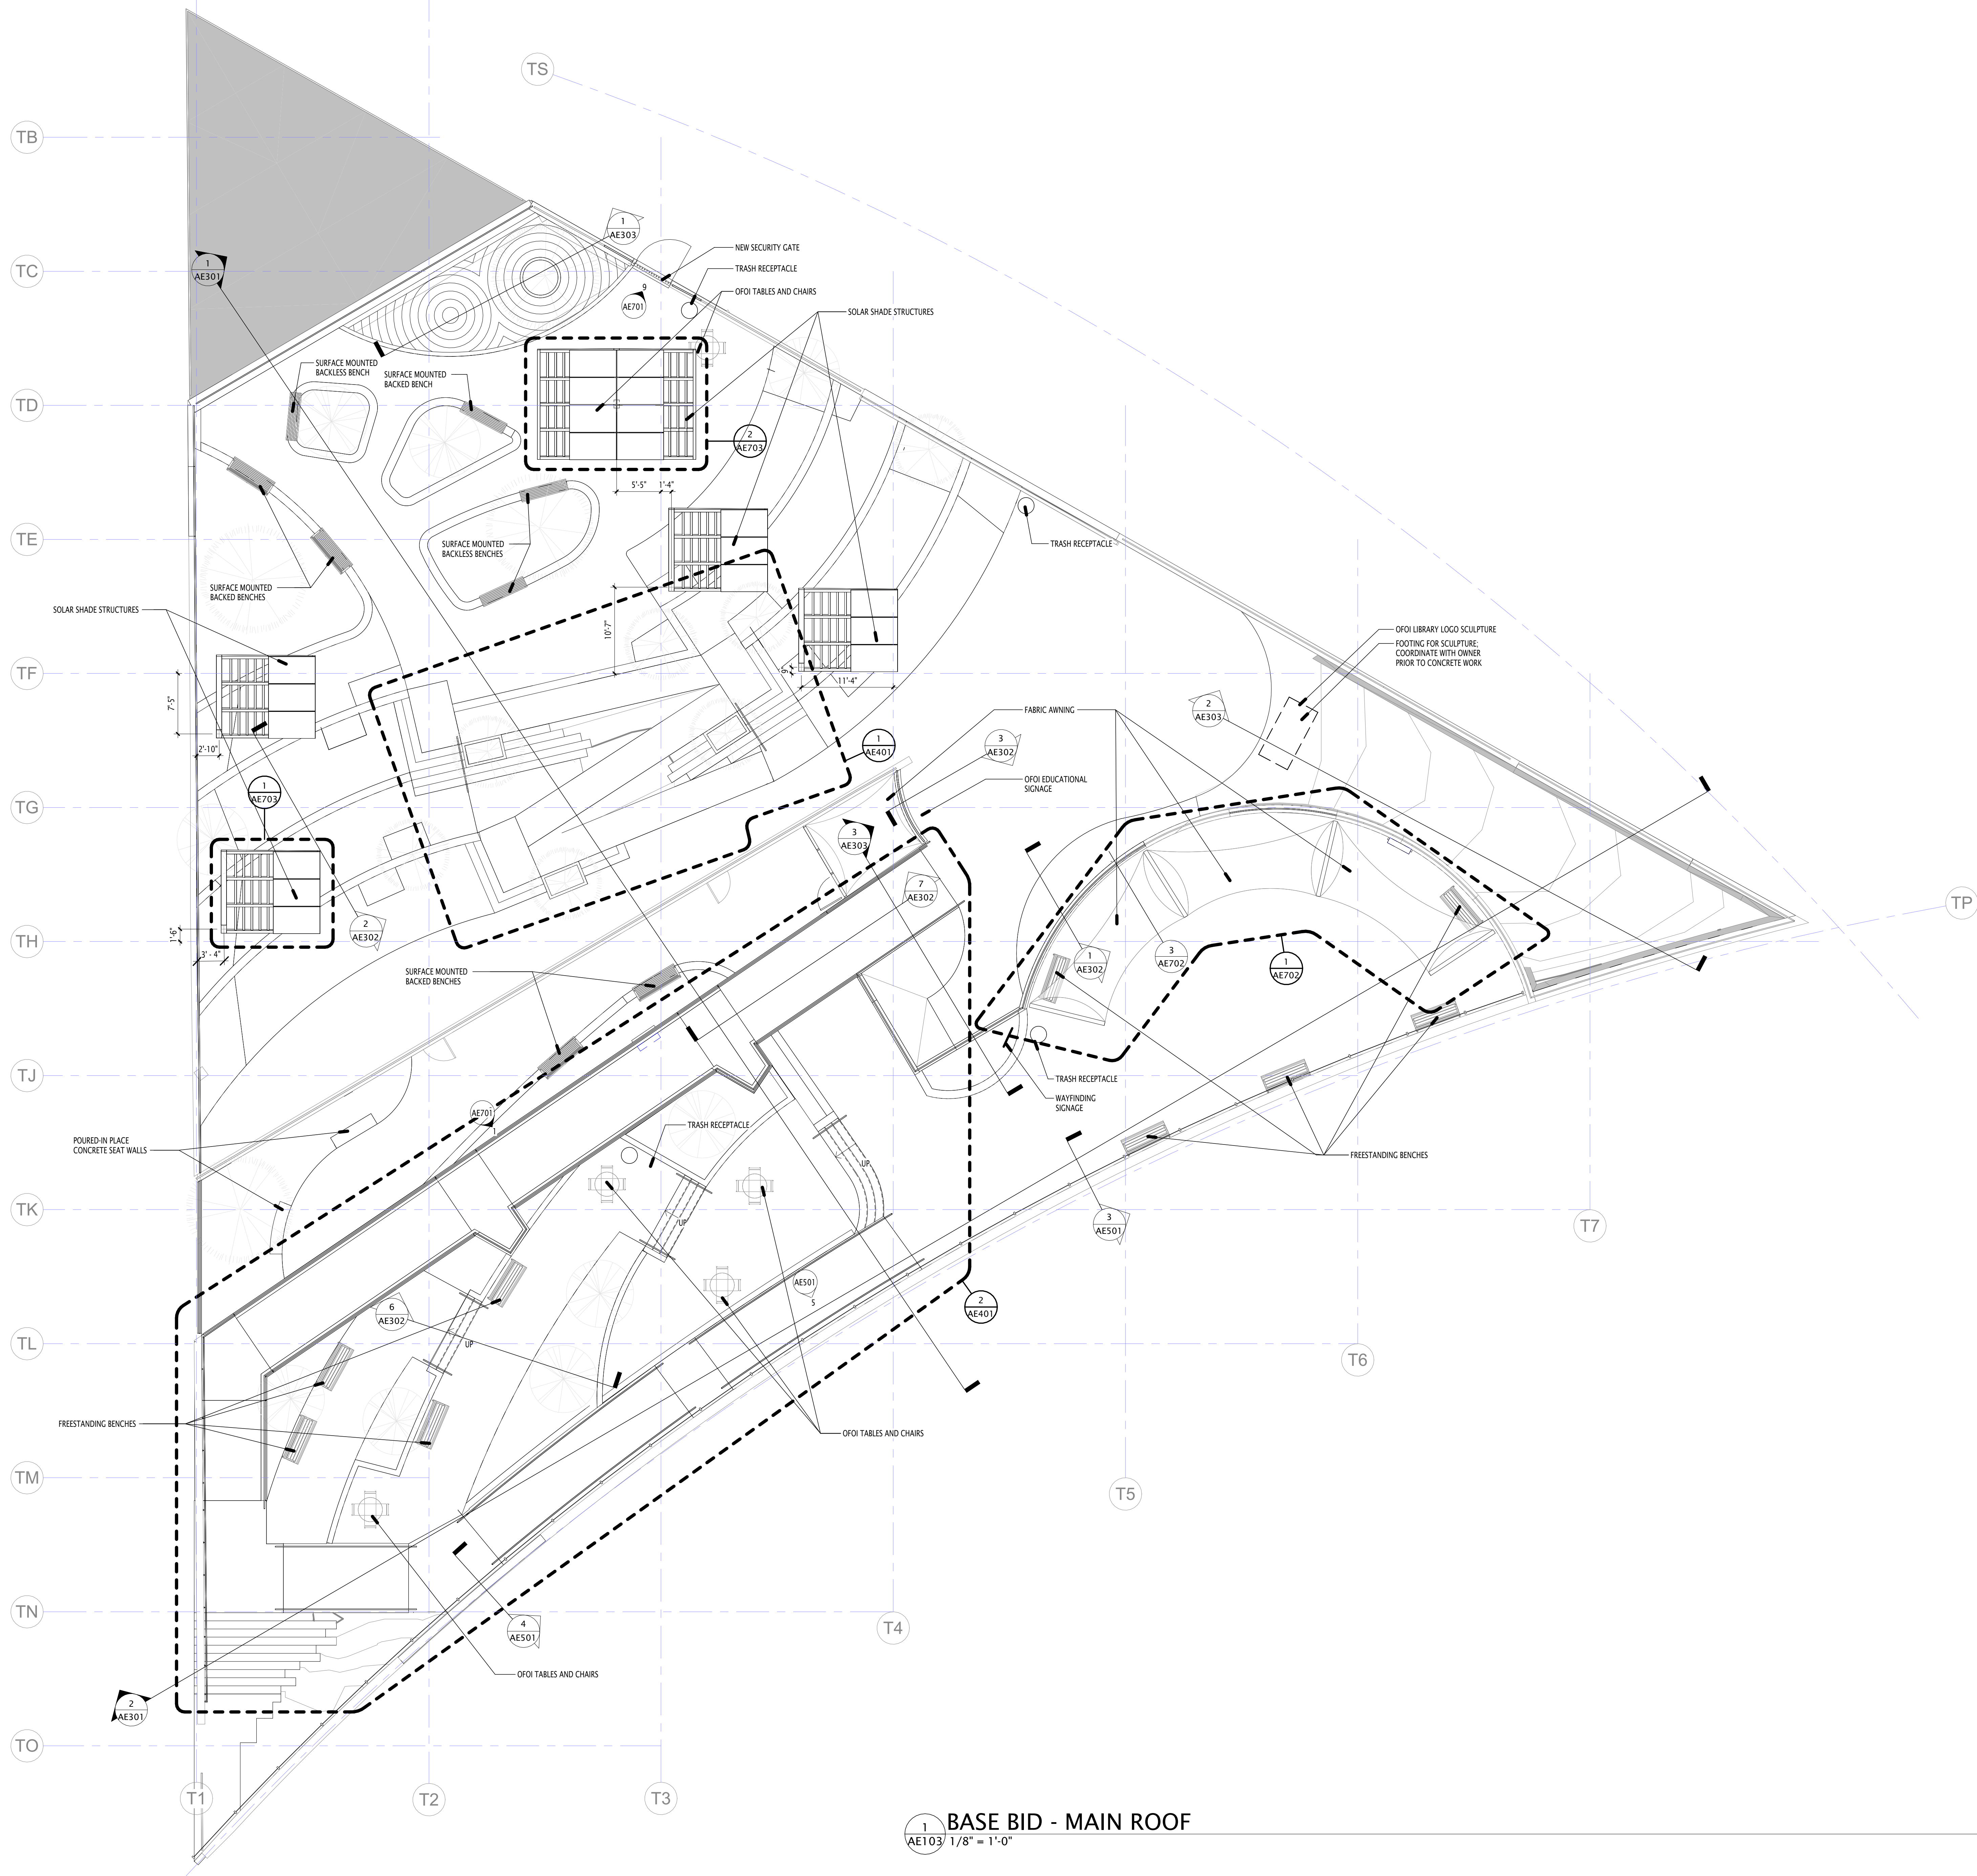 TS
TB
1
AE303
NEW SECURITY GATE
TC
1
AE301
TRASH RECEPTACLE
9
AE701
OFOI TABLES AND CHAIRS
SOLAR SHADE STRUCTURES
SURFACE MOUNTED
BACKLESS BENCH
SURFACE MOUNTED
BACKED BENCH
TD
2
AE703
5'-5"
1'-4"
TE
SURFACE MOUNTED
BACKLESS BENCHES
TRASH RECEPTACLE
SURFACE MOUNTED
BACKED BENCHES
SOLAR SHADE STRUCTURES
10'-7"
OFOI LIBRARY LOGO SCULPTURE
FOOTING FOR SCULPTURE;
COORDINATE WITH OWNER
PRIOR TO CONCRETE WORK
TF
9"
11'-4"
7'-5"
2
AE303
FABRIC AWNING
2'-10"
1
AE401
3
AE302
OFOI EDUCATIONAL
SIGNAGE
1
AE703
TG
3
AE303
7
AE302
TP
2
AE302
1'-6"
TH
3' - 4"
1
AE302
3
AE702
1
AE702
SURFACE MOUNTED
BACKED BENCHES
TJ
TRASH RECEPTACLE
WAYFINDING
SIGNAGE
AE701
1
TRASH RECEPTACLE
POURED-IN PLACE
CONCRETE SEAT WALLS
FREESTANDING BENCHES
UP
TK
UP
3
AE501
T7
AE501
5
6
AE302
2
AE401
TL
UP
T6
FREESTANDING BENCHES
OFOI TABLES AND CHAIRS
TM
T5
TN
4
AE501
T4
OFOI TABLES AND CHAIRS
2
AE301
TO
T1
T2
T3
1
AE103
BASE BID - MAIN ROOF
1/8" = 1'-0"